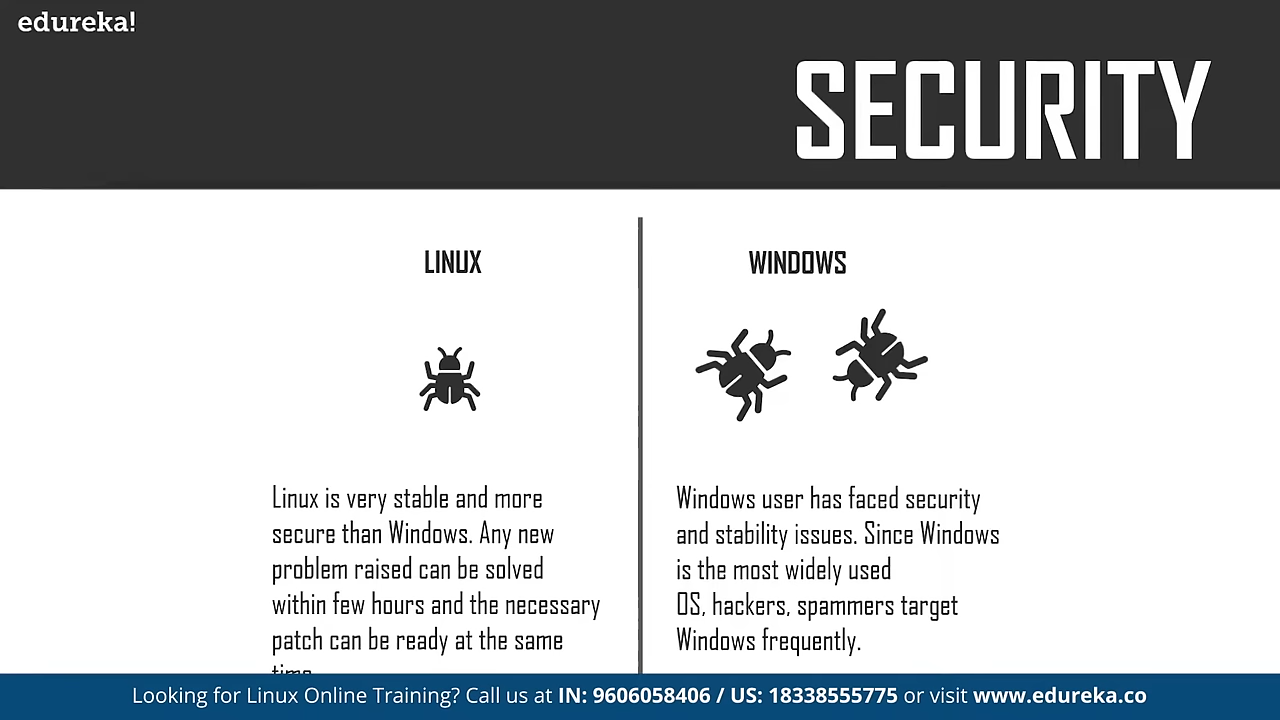 edureka!
SECURITY
LINUX
WINDOWS
Linux is very stable and more
secure than Windows. Any new
problem raised can be solved
within few hours and the necessary
patch can be ready at the same
time.
Windows user has faced security
and stability issues. Since Windows
is the most widely used
OS, hackers, spammers target
Windows frequently.
Looking for Linux Online Training? Call us at IN: 9606058406 / US: 18338555775 or visit www.edureka.co